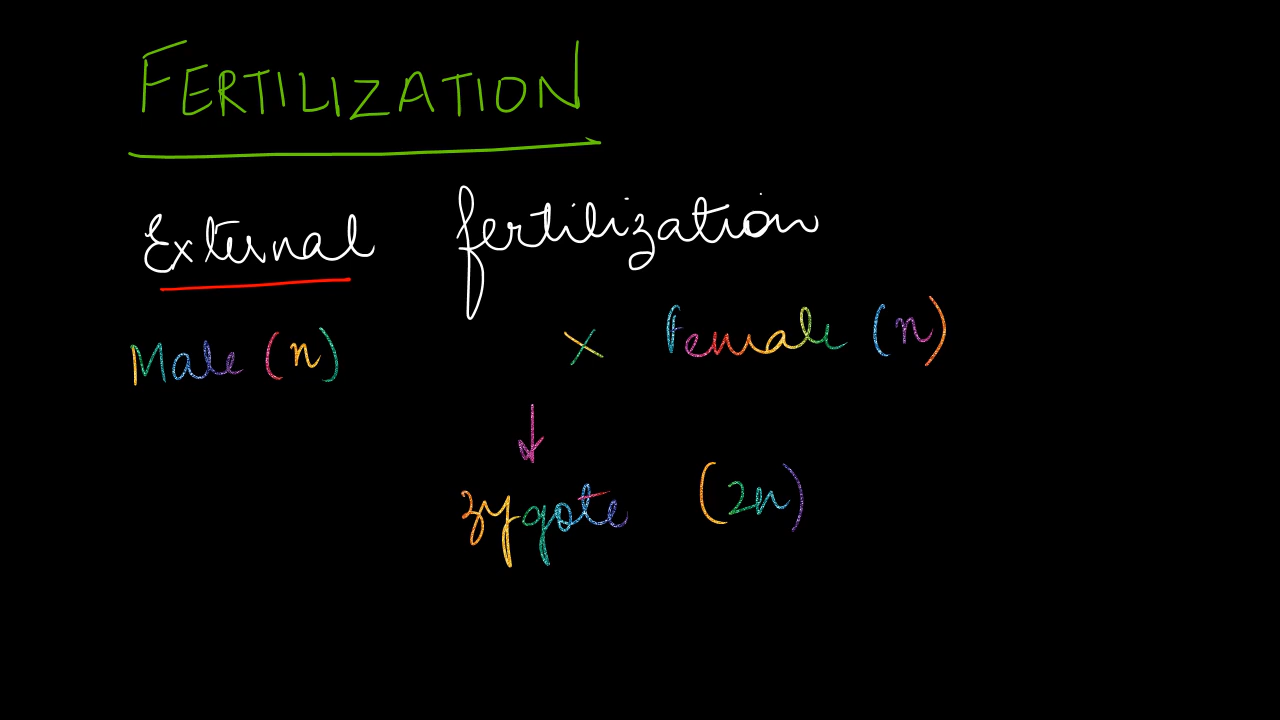 FERTILIZATION
External fertilization
Male (n) × Female (n)
↓
zygote (2n)